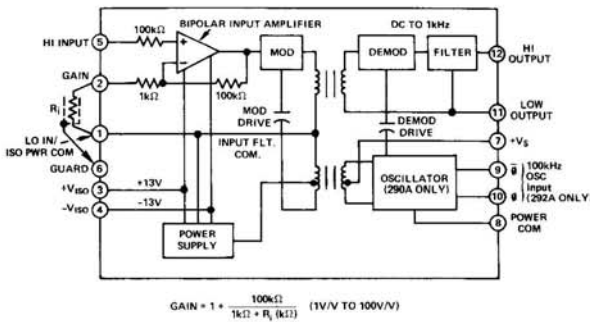 BIPOLAR INPUT AMPLIFIER
DC TO 1kHz
HI INPUT 5 100kΩ + MOD DEMOD FILTER 12 HI OUTPUT
GAIN 2 1kΩ − 100kΩ
MOD DRIVE
DEMOD DRIVE
11 LOW OUTPUT
Ri
LO IN/ ISO PWR COM 1
INPUT FLT. COM.
7 +VS
GUARD 6
+VISO 3 +13V
−VISO 4 −13V
POWER SUPPLY
OSCILLATOR (290A ONLY)
9 ø 100kHz OSC
10 ø Input (292A ONLY)
8 POWER COM
GAIN = 1 + 100kΩ / 1kΩ + Ri (kΩ) (1V/V TO 100V/V)